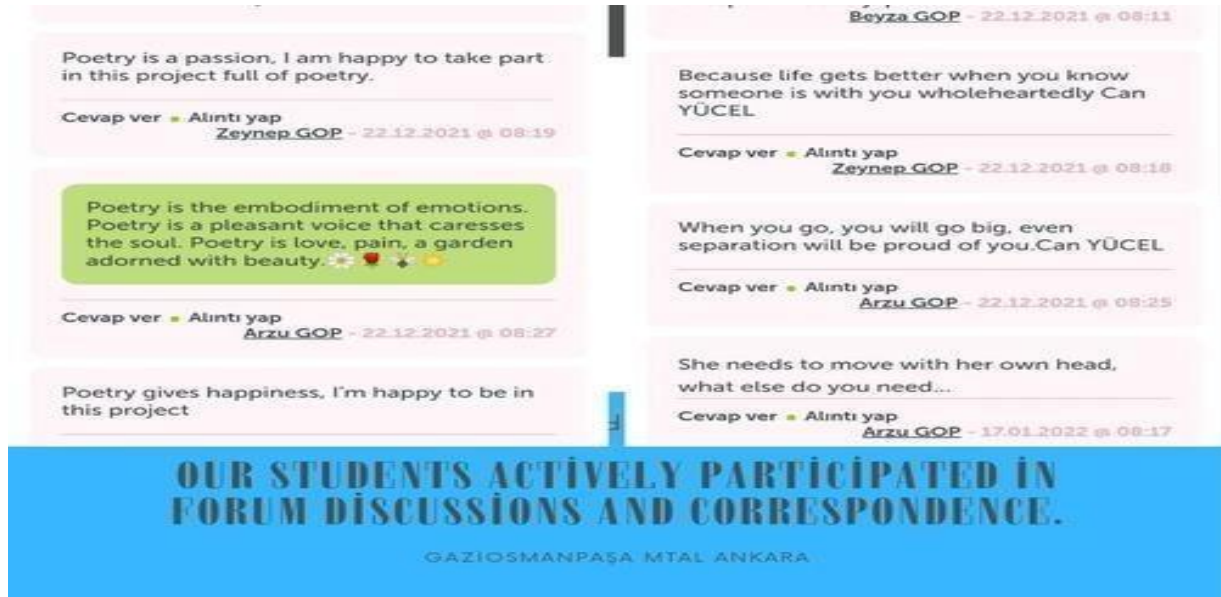 Poetry is a passion, I am happy to take part
in this project full of poetry.
Cevap ver • Alıntı yap
Zeynep GOP - 22.12.2021 @ 08:19
Poetry is the embodiment of emotions.
Poetry is a pleasant voice that caresses
the soul. Poetry is love, pain, a garden
adorned with beauty.
Cevap ver • Alıntı yap
Arzu GOP - 22.12.2021 @ 08:27
Poetry gives happiness, I'm happy to be in
this project
Beyza GOP - 22.12.2021 @ 08:11
Because life gets better when you know
someone is with you wholeheartedly Can
YÜCEL
Cevap ver • Alıntı yap
Zeynep GOP - 22.12.2021 @ 08:18
When you go, you will go big, even
separation will be proud of you.Can YÜCEL
Cevap ver • Alıntı yap
Arzu GOP - 22.12.2021 @ 08:25
She needs to move with her own head,
what else do you need...
Cevap ver • Alıntı yap
Arzu GOP - 17.01.2022 @ 08:17
OUR STUDENTS ACTİVELY PARTİCİPATED İN
FORUM DİSCUSSİONS AND CORRESPONDENCE.
GAZİOSMANPAŞA MTAL ANKARA